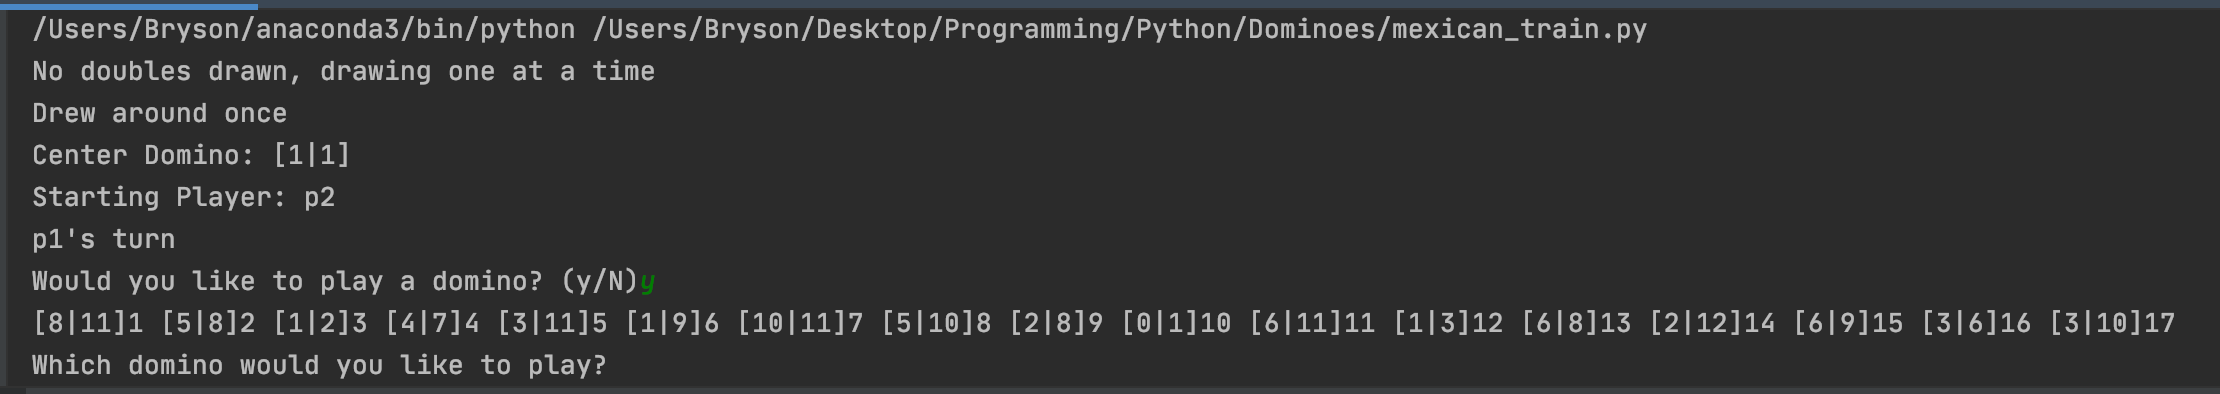 /Users/Bryson/anaconda3/bin/python /Users/Bryson/Desktop/Programming/Python/Dominoes/mexican_train.py
No doubles drawn, drawing one at a time
Drew around once
Center Domino: [1|1]
Starting Player: p2
p1's turn
Would you like to play a domino? (y/N)y
[8|11]1 [5|8]2 [1|2]3 [4|7]4 [3|11]5 [1|9]6 [10|11]7 [5|10]8 [2|8]9 [0|1]10 [6|11]11 [1|3]12 [6|8]13 [2|12]14 [6|9]15 [3|6]16 [3|10]17
Which domino would you like to play?